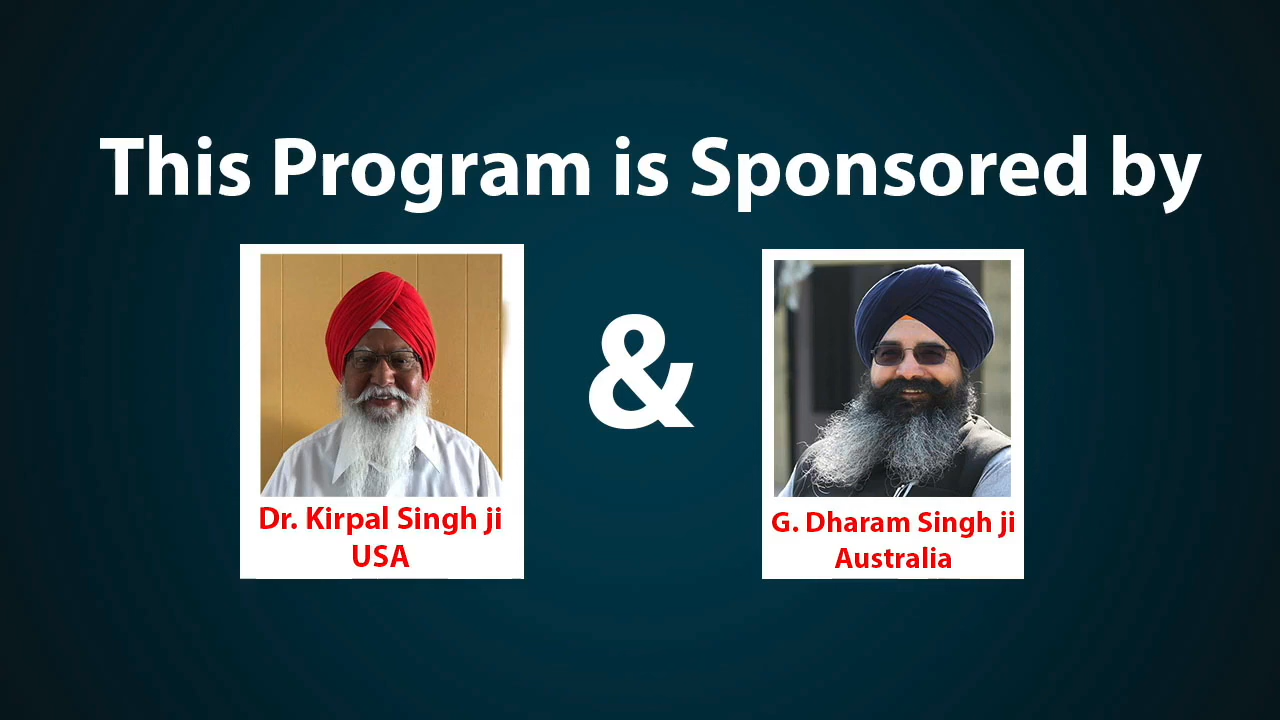 This Program is Sponsored by
&
Dr. Kirpal Singh ji
USA
G. Dharam Singh ji
Australia